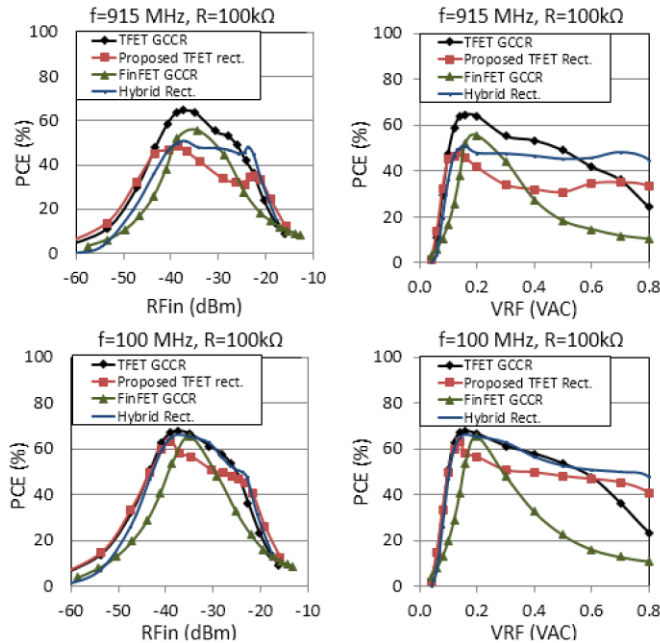 f=915 MHz, R=100kΩ
100
80
60
40
20
0
PCE (%)
TFET GCCR
Proposed TFET rect.
FinFET GCCR
Hybrid Rect.
-60
-50
-40
-30
-20
-10
RFin (dBm)
f=915 MHz, R=100kΩ
100
80
60
40
20
0
PCE (%)
TFET GCCR
Proposed TFET Rect.
FinFET GCCR
Hybrid Rect.
0.0
0.2
0.4
0.6
0.8
VRF (VAC)
f=100 MHz, R=100kΩ
100
80
60
40
20
0
PCE (%)
TFET GCCR
Proposed TFET rect.
FinFET GCCR
Hybrid Rect.
-60
-50
-40
-30
-20
-10
RFin (dBm)
f=100 MHz, R=100kΩ
100
80
60
40
20
0
PCE (%)
TFET GCCR
Proposed TFET Rect.
FinFET GCCR
Hybrid Rect.
0.0
0.2
0.4
0.6
0.8
VRF (VAC)